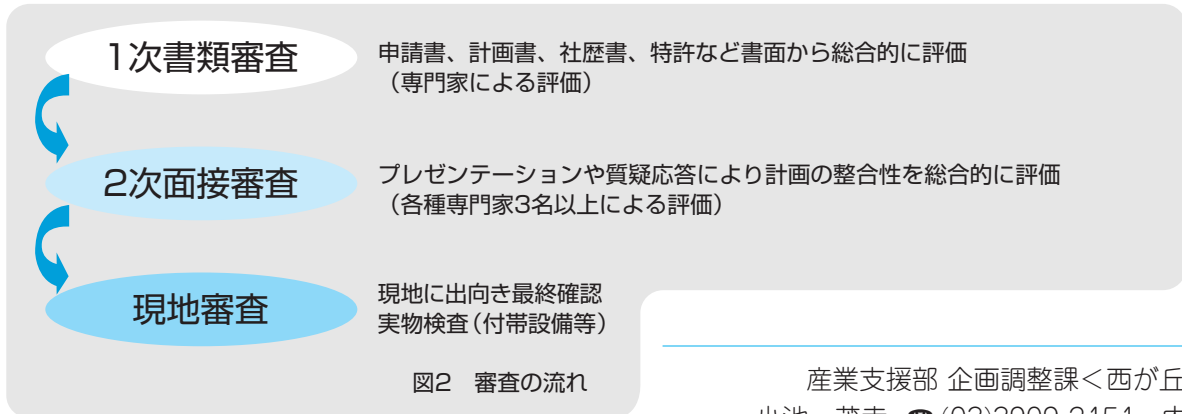 1次書類審査
申請書、計画書、社歴書、特許など書面から総合的に評価
（専門家による評価）
2次面接審査
プレゼンテーションや質疑応答により計画の整合性を総合的に評価
（各種専門家3名以上による評価）
現地審査
現地に出向き最終確認
実物検査（付帯設備等）
図2　審査の流れ
産業支援部 企画調整課＜西が丘